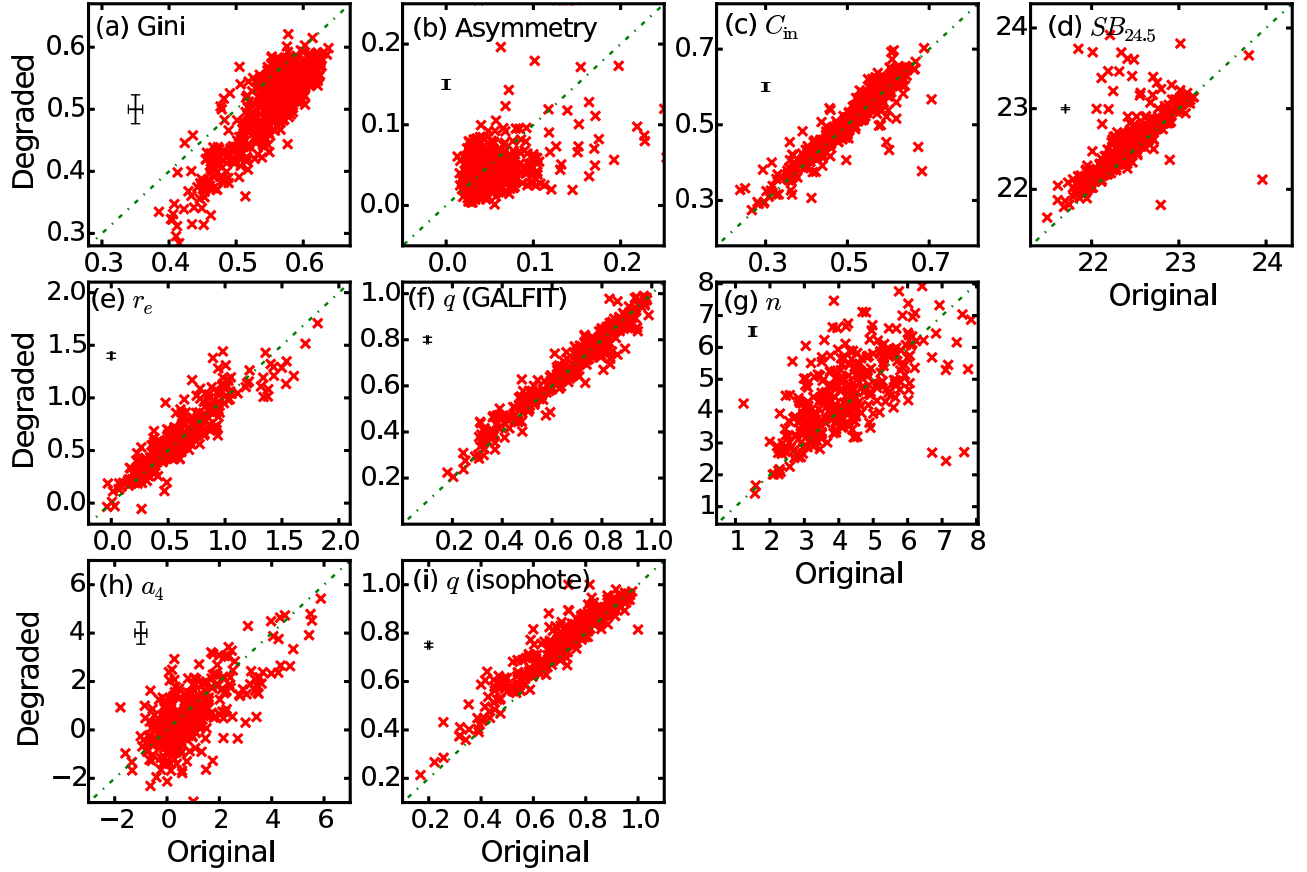 (a) Gini
(b) Asymmetry
(c) C_in
(d) SB_24.5
Degraded
0.6
0.5
0.4
0.3
0.3 0.4 0.5 0.6
0.2
0.1
0.0
0.0 0.1 0.2
0.7
0.5
0.3
0.3 0.5 0.7
24
23
22
22 23 24
Original
(e) r_e
(f) q (GALFIT)
(g) n
Degraded
2.0
1.5
1.0
0.5
0.0
0.0 0.5 1.0 1.5 2.0
1.0
0.8
0.6
0.4
0.2
0.2 0.4 0.6 0.8 1.0
8
7
6
5
4
3
2
1
1 2 3 4 5 6 7 8
Original
(h) a_4
(i) q (isophote)
Degraded
6
4
2
0
−2
−2 0 2 4 6
Original
1.0
0.8
0.6
0.4
0.2
0.2 0.4 0.6 0.8 1.0
Original